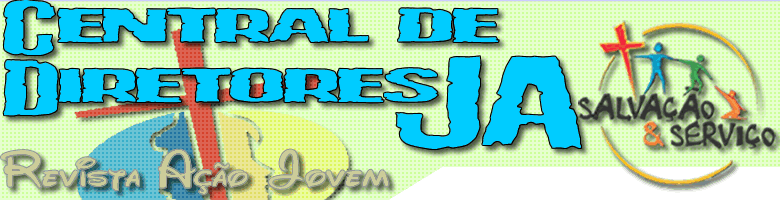 Central de
Diretores JA
Salvação
& Serviço
Revista Ação Jovem